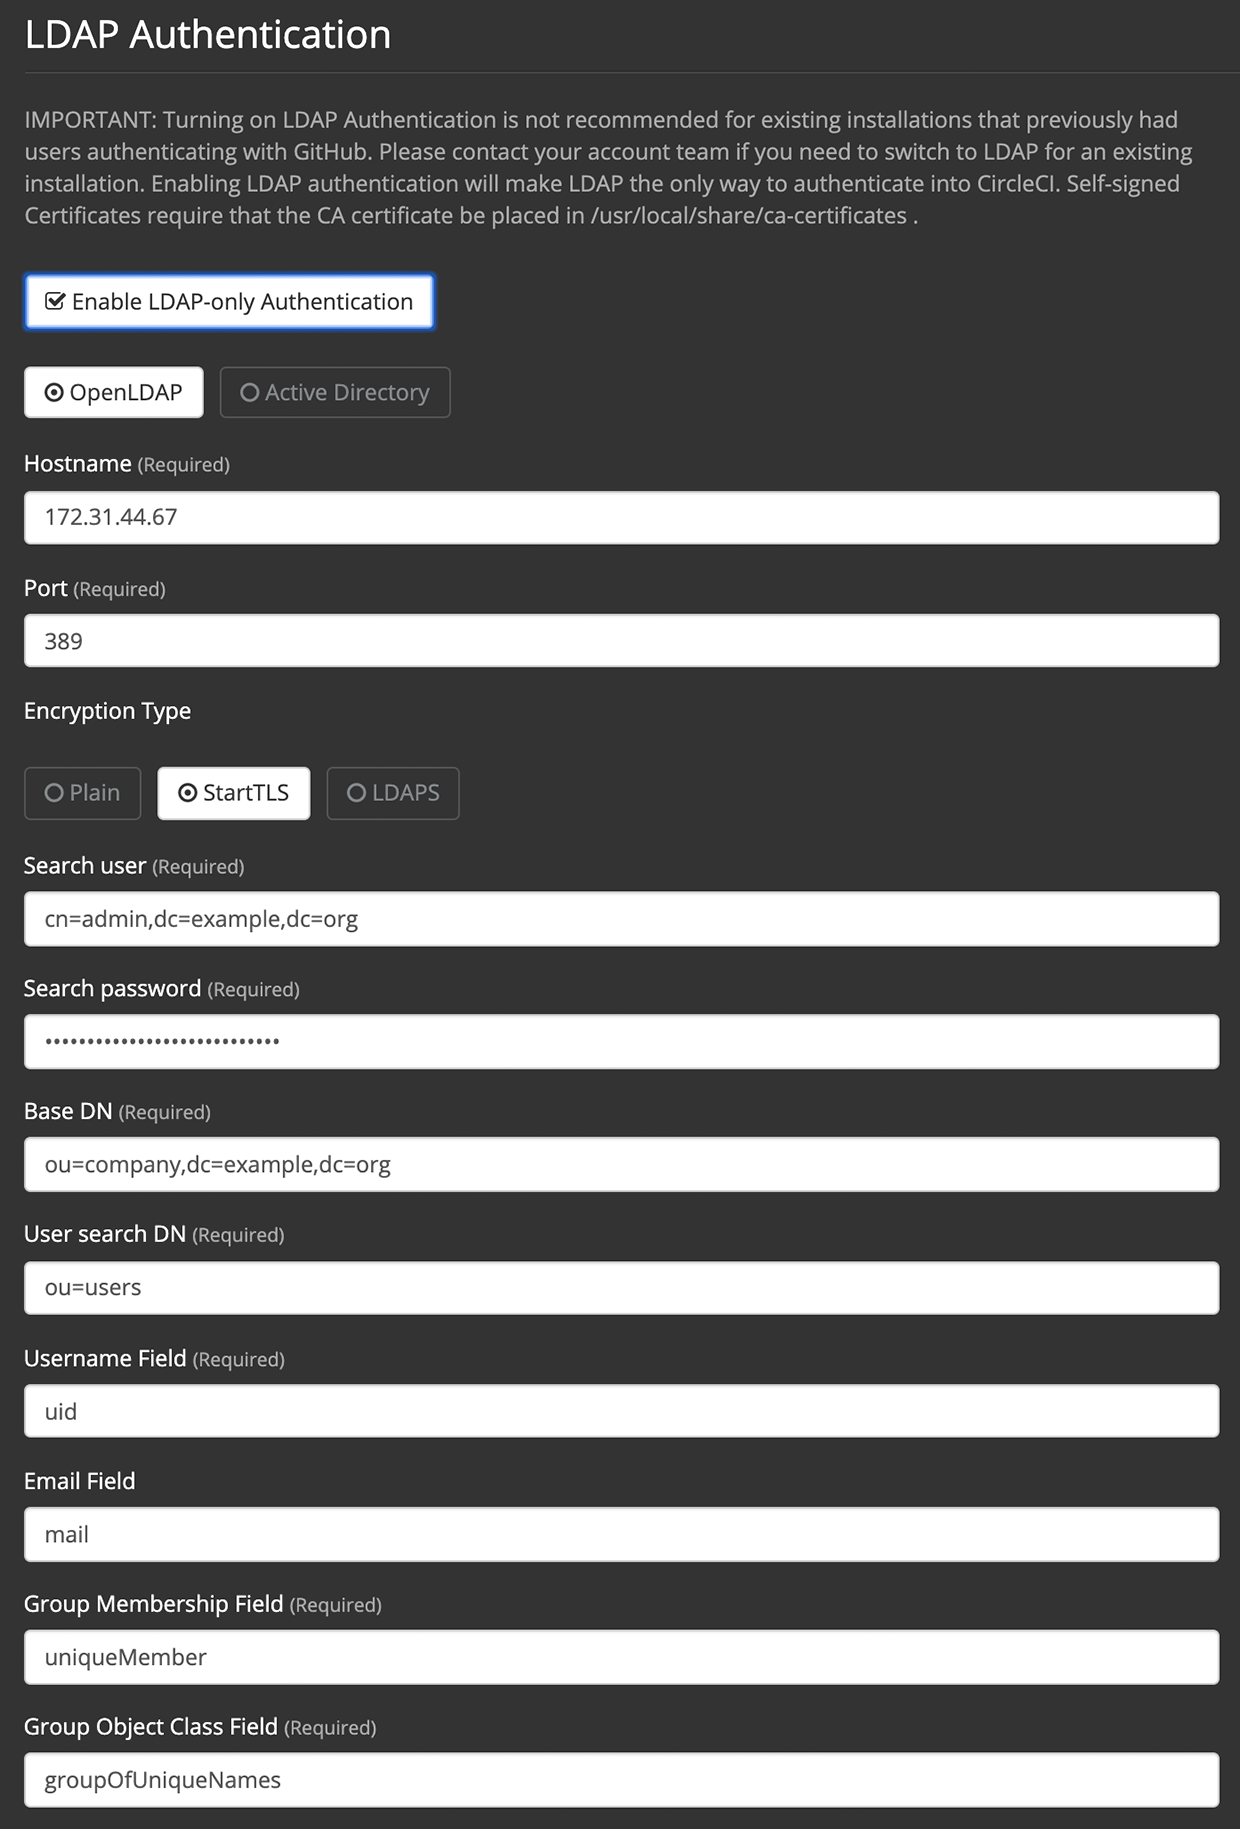 LDAP Authentication
IMPORTANT: Turning on LDAP Authentication is not recommended for existing installations that previously had
users authenticating with GitHub. Please contact your account team if you need to switch to LDAP for an existing
installation. Enabling LDAP authentication will make LDAP the only way to authenticate into CircleCI. Self-signed
Certificates require that the CA certificate be placed in /usr/local/share/ca-certificates .
Enable LDAP-only Authentication
OpenLDAP Active Directory
Hostname (Required)
172.31.44.67
Port (Required)
389
Encryption Type
Plain StartTLS LDAPS
Search user (Required)
cn=admin,dc=example,dc=org
Search password (Required)
••••••••••••••••••••••••••••
Base DN (Required)
ou=company,dc=example,dc=org
User search DN (Required)
ou=users
Username Field (Required)
uid
Email Field
mail
Group Membership Field (Required)
uniqueMember
Group Object Class Field (Required)
groupOfUniqueNames